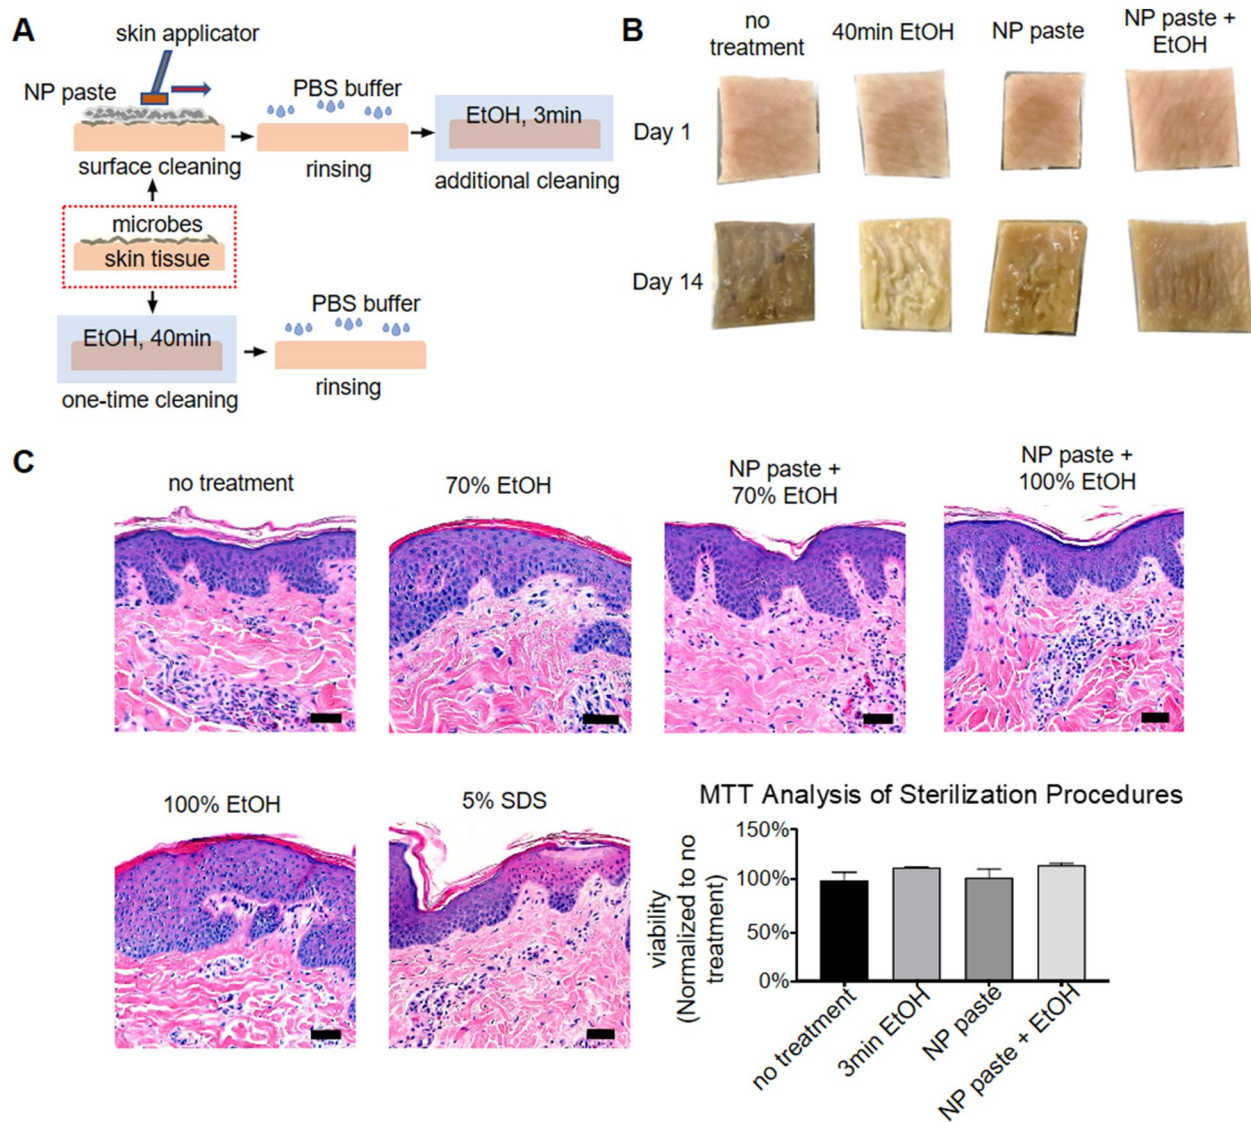 A
skin applicator
NP paste
surface cleaning
PBS buffer
rinsing
EtOH, 3min
additional cleaning
microbes
skin tissue
EtOH, 40min
one-time cleaning
PBS buffer
rinsing
B
no
treatment
40min EtOH
NP paste
NP paste +
EtOH
Day 1
Day 14
C
no treatment
70% EtOH
NP paste +
70% EtOH
NP paste +
100% EtOH
100% EtOH
5% SDS
MTT Analysis of Sterilization Procedures
viability
(Normalized to no
treatment)
150%
100%
50%
0%
no treatment
3min EtOH
NP paste
NP paste + EtOH